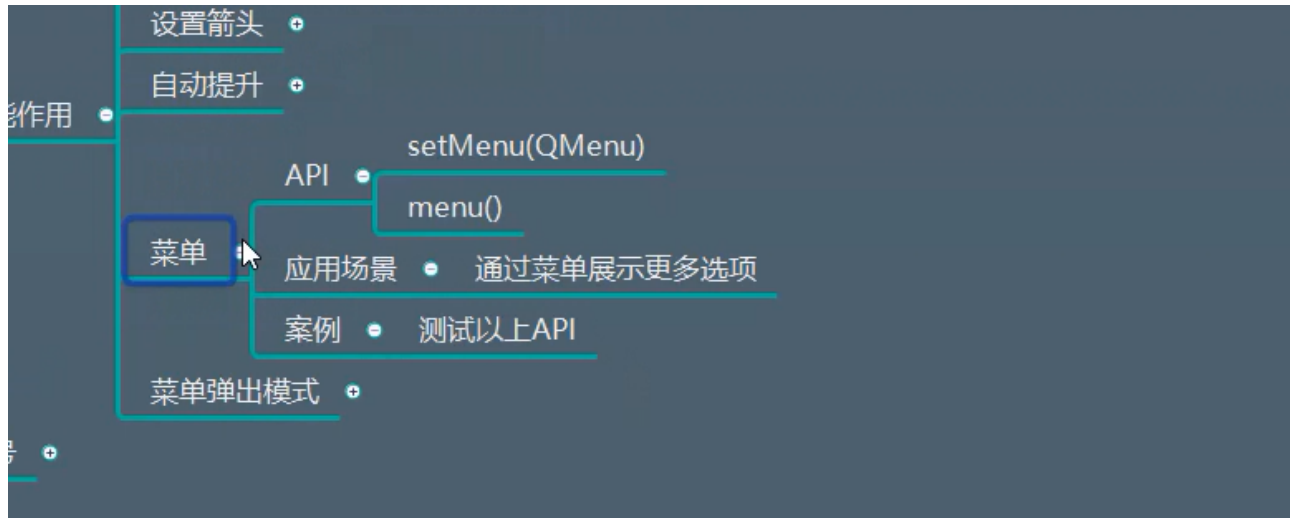 设置箭头
自动提升
能作用
setMenu(QMenu)
API
menu()
菜单
应用场景
通过菜单展示更多选项
案例
测试以上API
菜单弹出模式
号